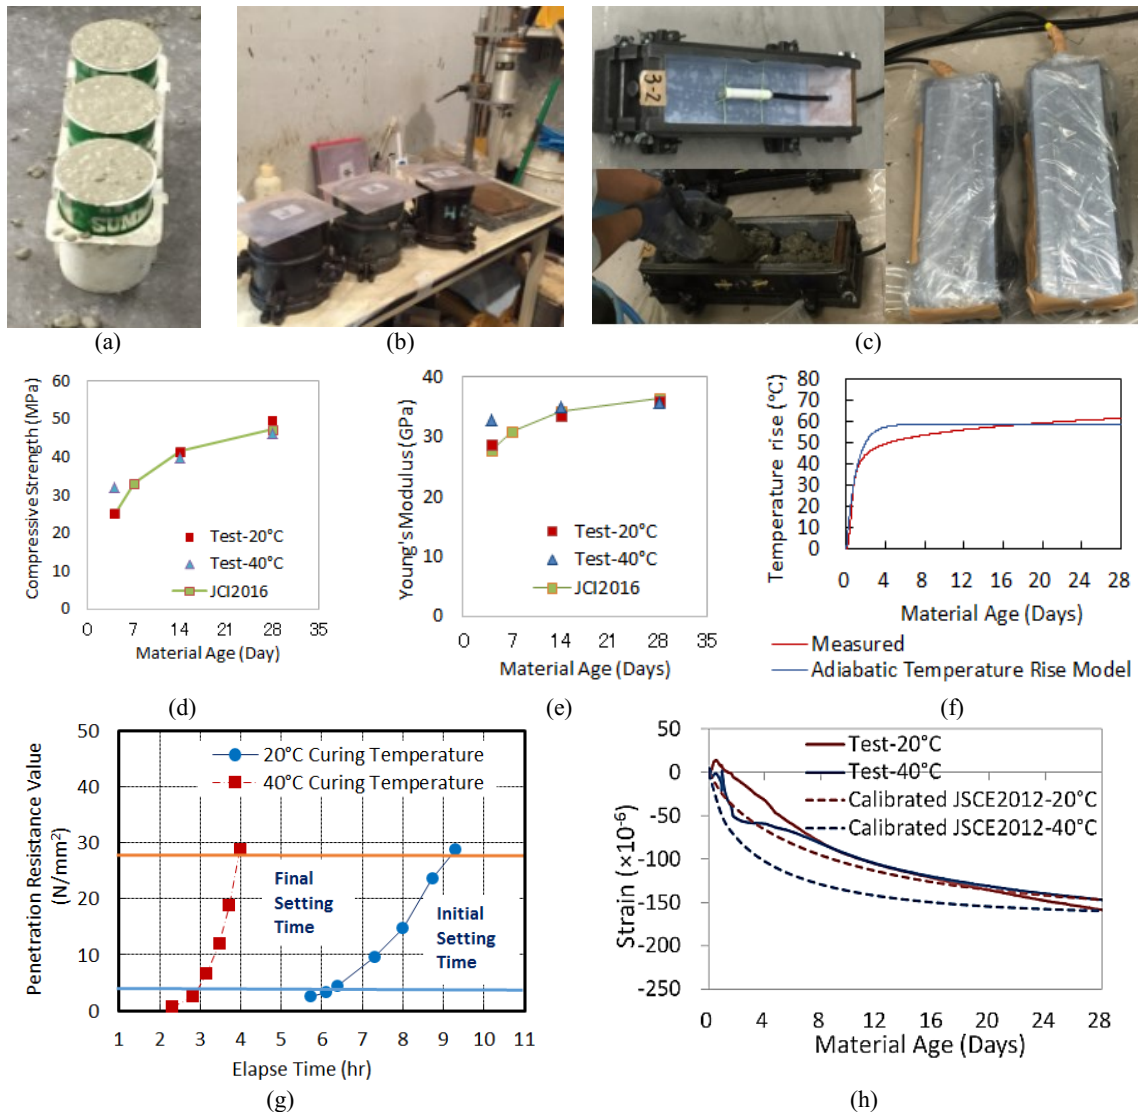 SUM
3-2
(a)
(b)
(c)
Compressive Strength (MPa)
60
50
40
30
20
10
0
Test-20°C
Test-40°C
JCI2016
0 7 14 21 28 35
Material Age (Day)
(d)
Young's Modulus (GPa)
40
30
20
10
0
Test-20°C
Test-40°C
JCI2016
0 7 14 21 28 35
Material Age (Days)
(e)
Temperature rise (°C)
80
70
60
50
40
30
20
10
0
0 4 8 12 16 20 24 28
Material Age (Days)
Measured
Adiabatic Temperature Rise Model
(f)
Penetration Resistance Value
(N/mm²)
50
40
30
20
10
0
20°C Curing Temperature
40°C Curing Temperature
Final
Setting
Time
Initial
Setting
Time
1 2 3 4 5 6 7 8 9 10 11
Elapse Time (hr)
(g)
Strain (×10⁻⁶)
50
0
-50
-100
-150
-200
-250
Test-20°C
Test-40°C
Calibrated JSCE2012-20°C
Calibrated JSCE2012-40°C
0 4 8 12 16 20 24 28
Material Age (Days)
(h)